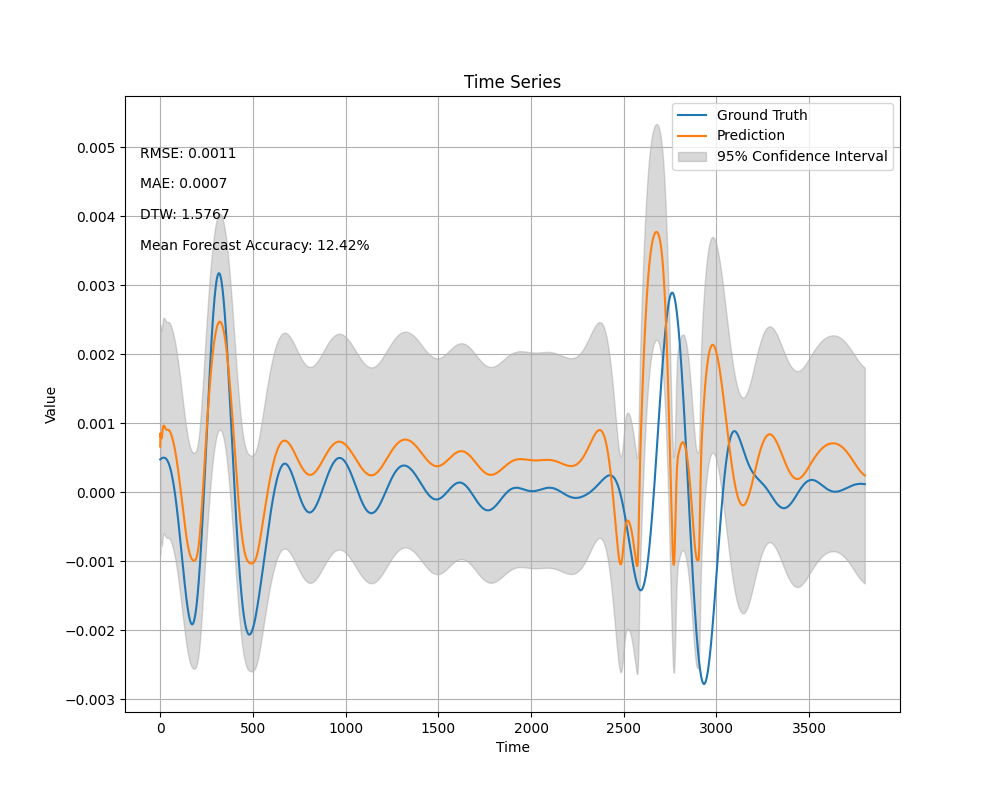 Time Series
Ground Truth
Prediction
95% Confidence Interval
RMSE: 0.0011
MAE: 0.0007
DTW: 1.5767
Mean Forecast Accuracy: 12.42%
Value
0.005
0.004
0.003
0.002
0.001
0.000
−0.001
−0.002
−0.003
0 500 1000 1500 2000 2500 3000 3500
Time